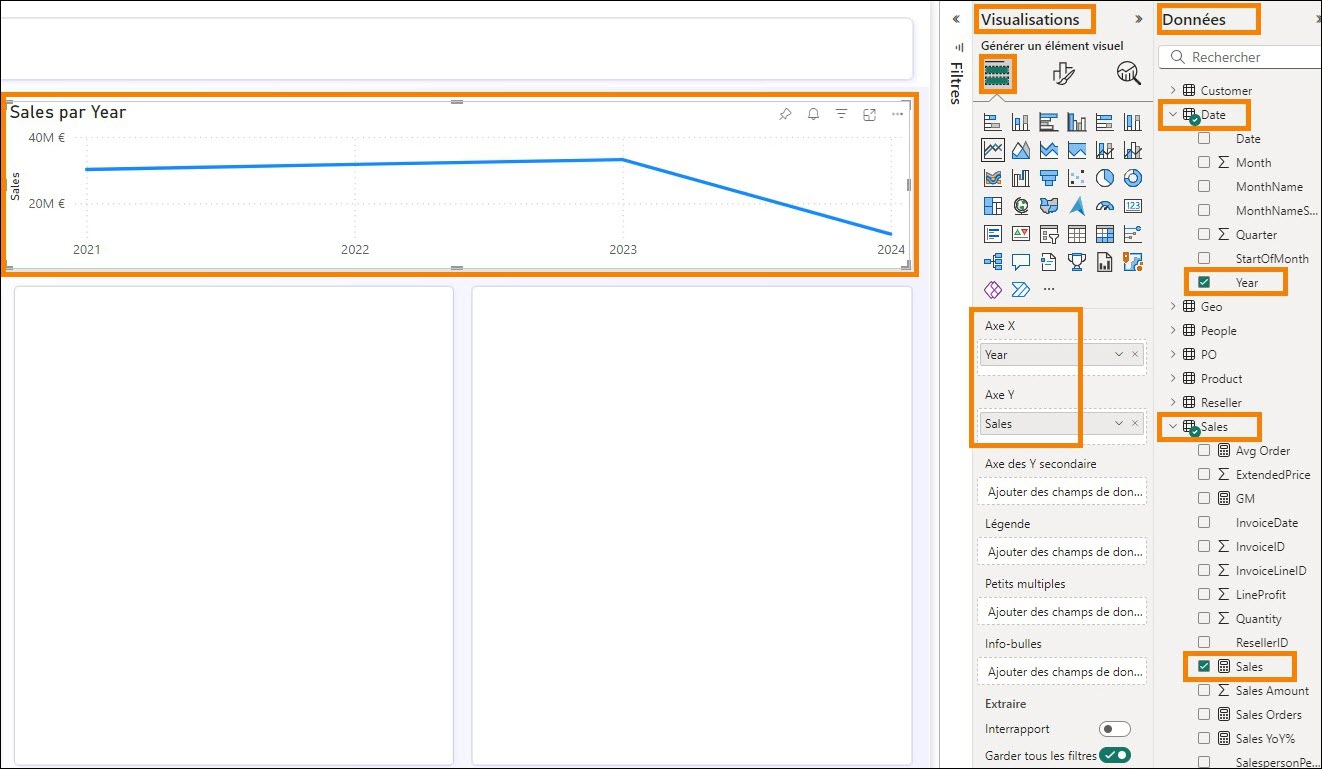 Sales par Year
40M €
Sales
20M €
2021
2022
2023
2024
Filtres
Visualisations
Générer un élément visuel
123
Axe X
Year
Axe Y
Sales
Axe des Y secondaire
Ajouter des champs de don...
Légende
Ajouter des champs de don...
Petits multiples
Ajouter des champs de don...
Info-bulles
Ajouter des champs de don...
Extraire
Interrapport
Garder tous les filtres
Données
Rechercher
Customer
Date
Date
Month
MonthName
MonthNameS...
Quarter
StartOfMonth
Year
Geo
People
PO
Product
Reseller
Sales
Avg Order
ExtendedPrice
GM
InvoiceDate
InvoiceID
InvoiceLineID
LineProfit
Quantity
ResellerID
Sales
Sales Amount
Sales Orders
Sales YoY%
SalespersonPe...